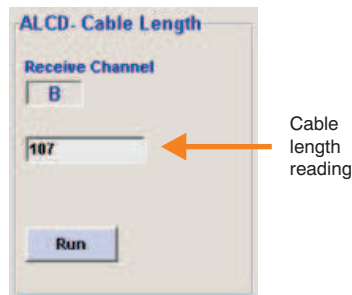 ALCD- Cable Length
Receive Channel
B
107
Cable
length
reading
Run